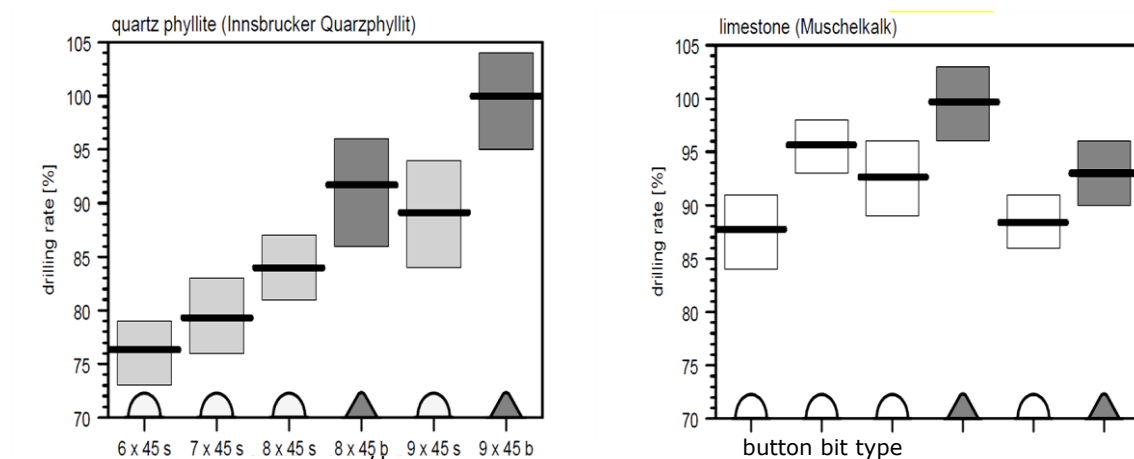 quartz phyllite (Innsbrucker Quarzphyllit)
105
100
95
90
85
80
75
70
drilling rate [%]
6 x 45 s 7 x 45 s 8 x 45 s 8 x 45 b 9 x 45 s 9 x 45 b
limestone (Muschelkalk)
105
100
95
90
85
80
75
70
drilling rate [%]
button bit type